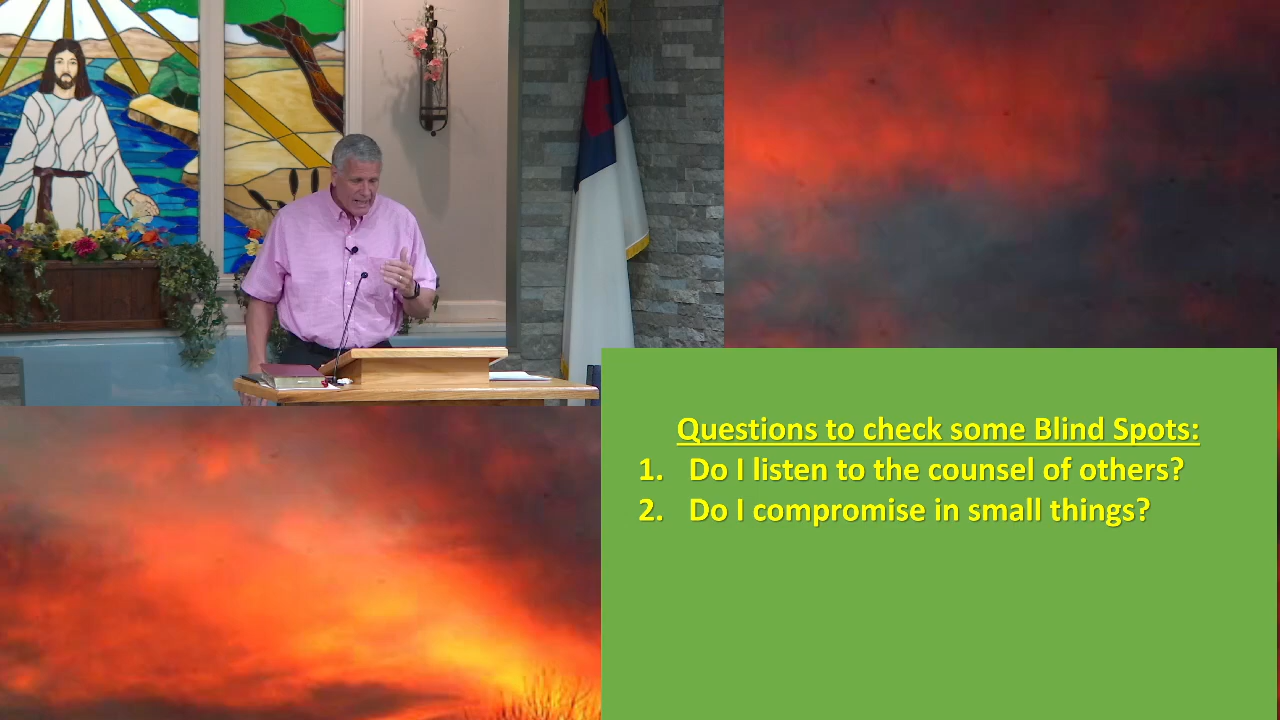 Questions to check some Blind Spots:
1. Do I listen to the counsel of others?
2. Do I compromise in small things?